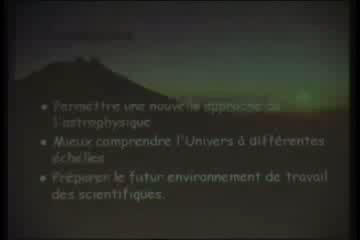 • Permettre une nouvelle approche de
l'astrophysique
• Mieux comprendre l'Univers à différentes
échelles
• Préparer le futur environnement de travail
des scientifiques.